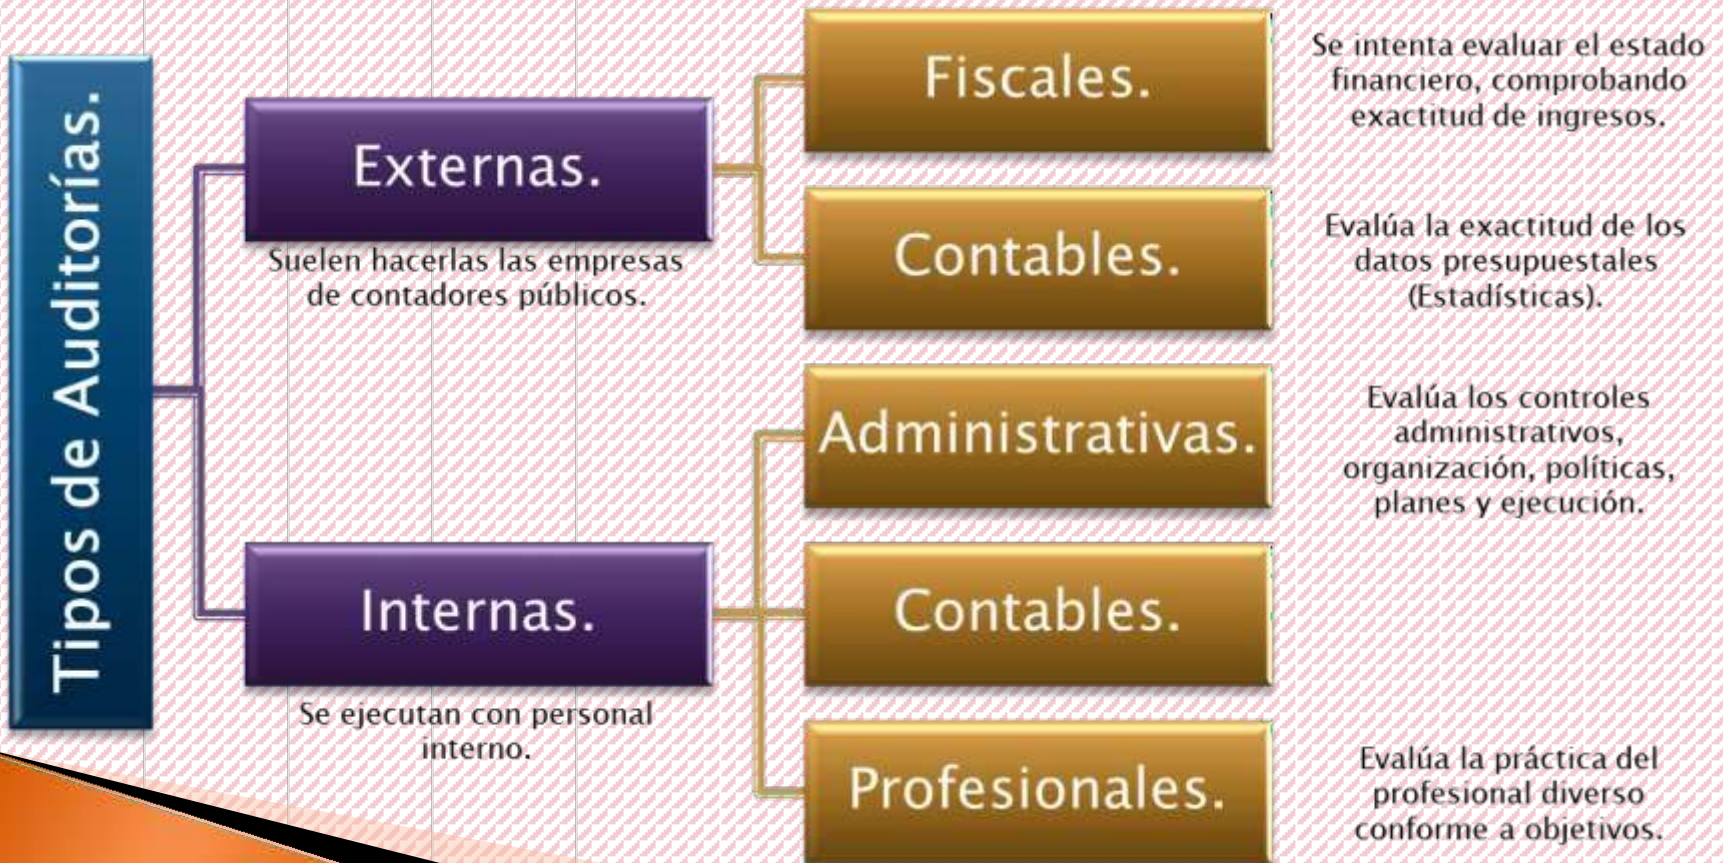 Tipos de Auditorías.
Externas.
Suelen hacerlas las empresas
de contadores públicos.
Fiscales.
Se intenta evaluar el estado
financiero, comprobando
exactitud de ingresos.
Contables.
Evalúa la exactitud de los
datos presupuestales
(Estadísticas).
Internas.
Se ejecutan con personal
interno.
Administrativas.
Evalúa los controles
administrativos,
organización, políticas,
planes y ejecución.
Contables.
Profesionales.
Evalúa la práctica del
profesional diverso
conforme a objetivos.